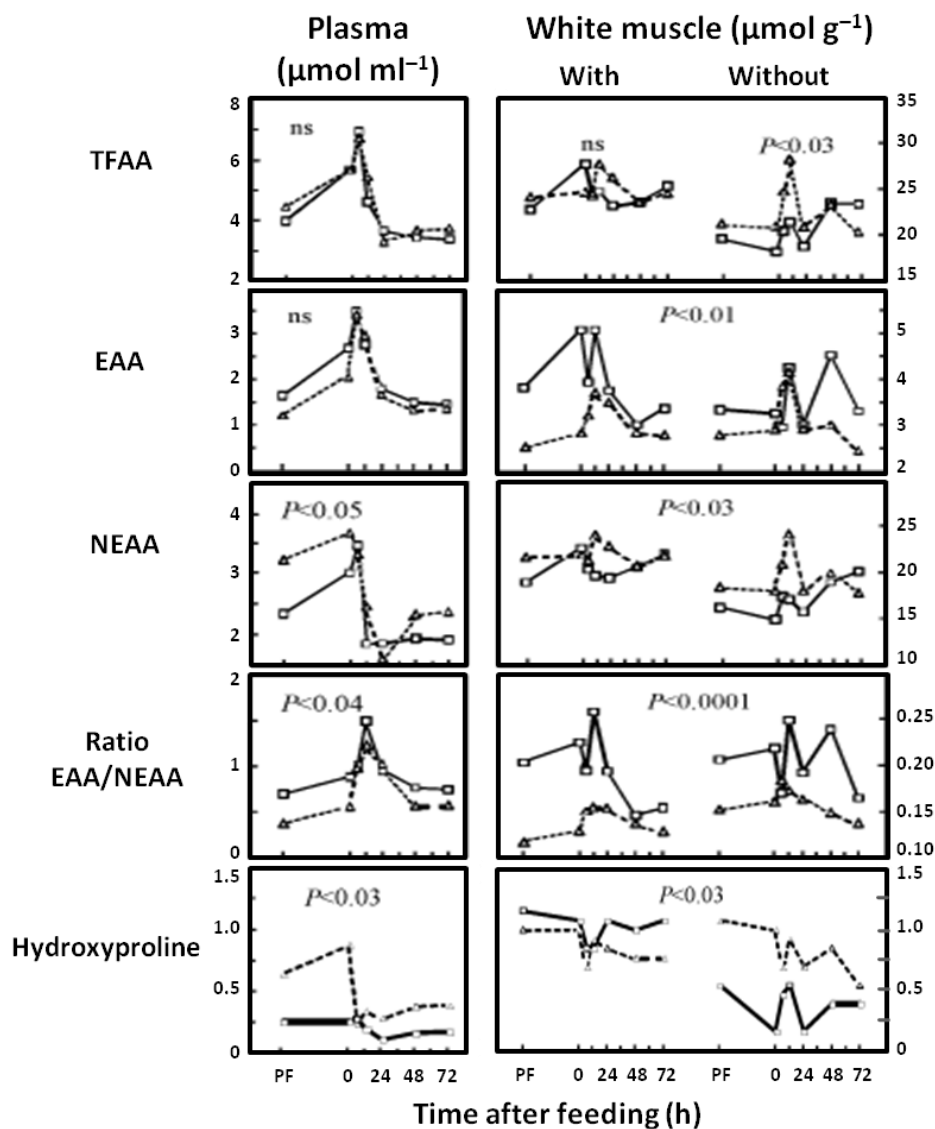 Plasma
(μmol ml⁻¹)
White muscle (μmol g⁻¹)
With Without
TFAA
8
6
4
2
ns
ns
P<0.03
35
30
25
20
15
EAA
3
2
1
0
ns
P<0.01
5
4
3
2
NEAA
4
3
2
P<0.05
P<0.03
25
20
15
10
Ratio
EAA/NEAA
2
1
0
P<0.04
P<0.0001
0.25
0.20
0.15
0.10
Hydroxyproline
1.5
1.0
0.5
0
P<0.03
P<0.03
1.5
1.0
0.5
0
PF 0 24 48 72 PF 0 24 48 72 PF 0 24 48 72
Time after feeding (h)